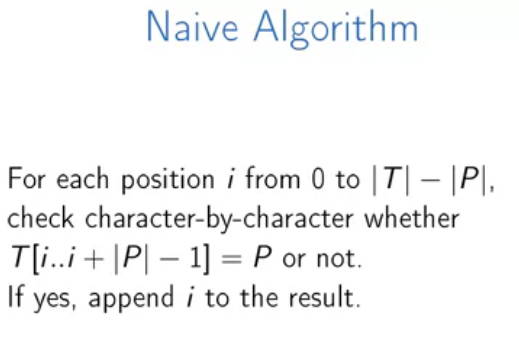 Naive Algorithm
For each position i from 0 to |T| − |P|,
check character-by-character whether
T[i..i + |P| − 1] = P or not.
If yes, append i to the result.